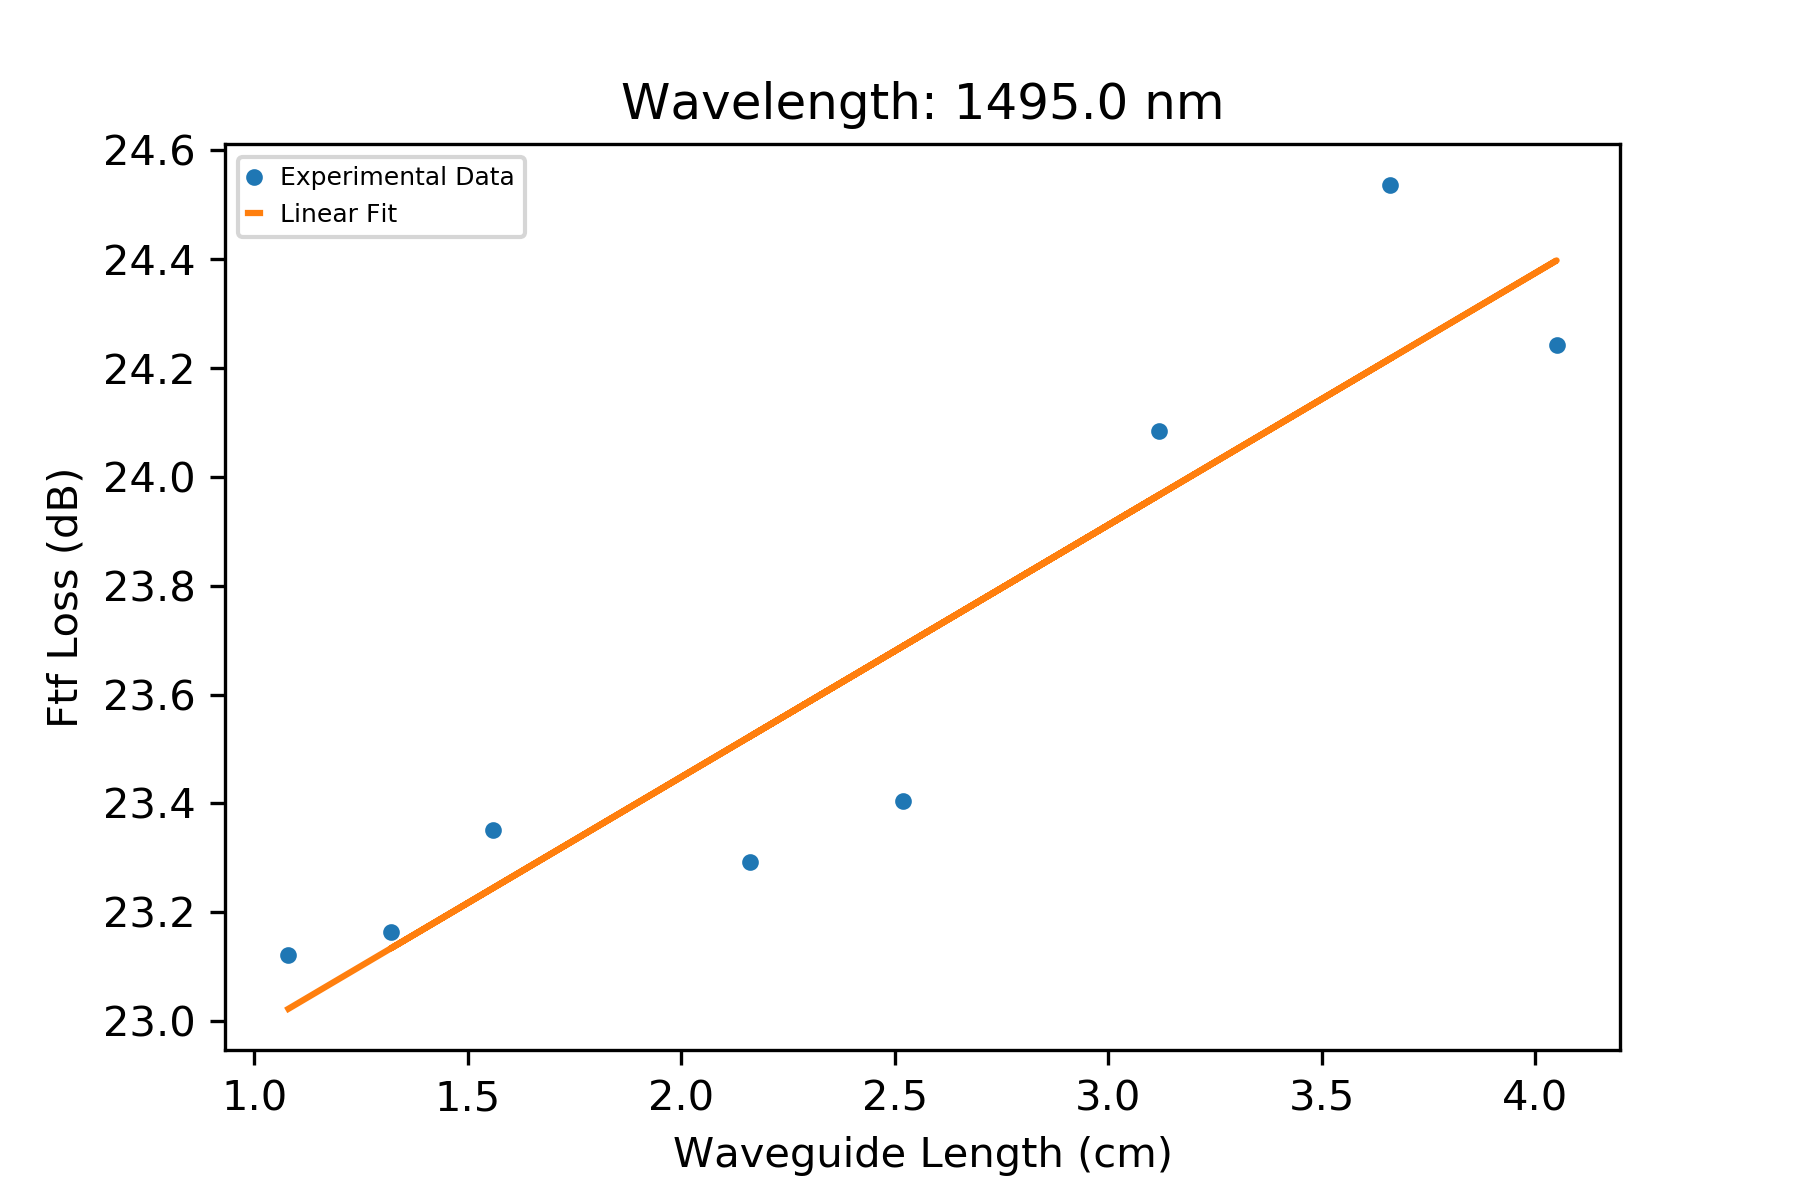 Wavelength: 1495.0 nm
Experimental Data
Linear Fit
24.6
24.4
24.2
24.0
23.8
23.6
23.4
23.2
23.0
Ftf Loss (dB)
1.0 1.5 2.0 2.5 3.0 3.5 4.0
Waveguide Length (cm)